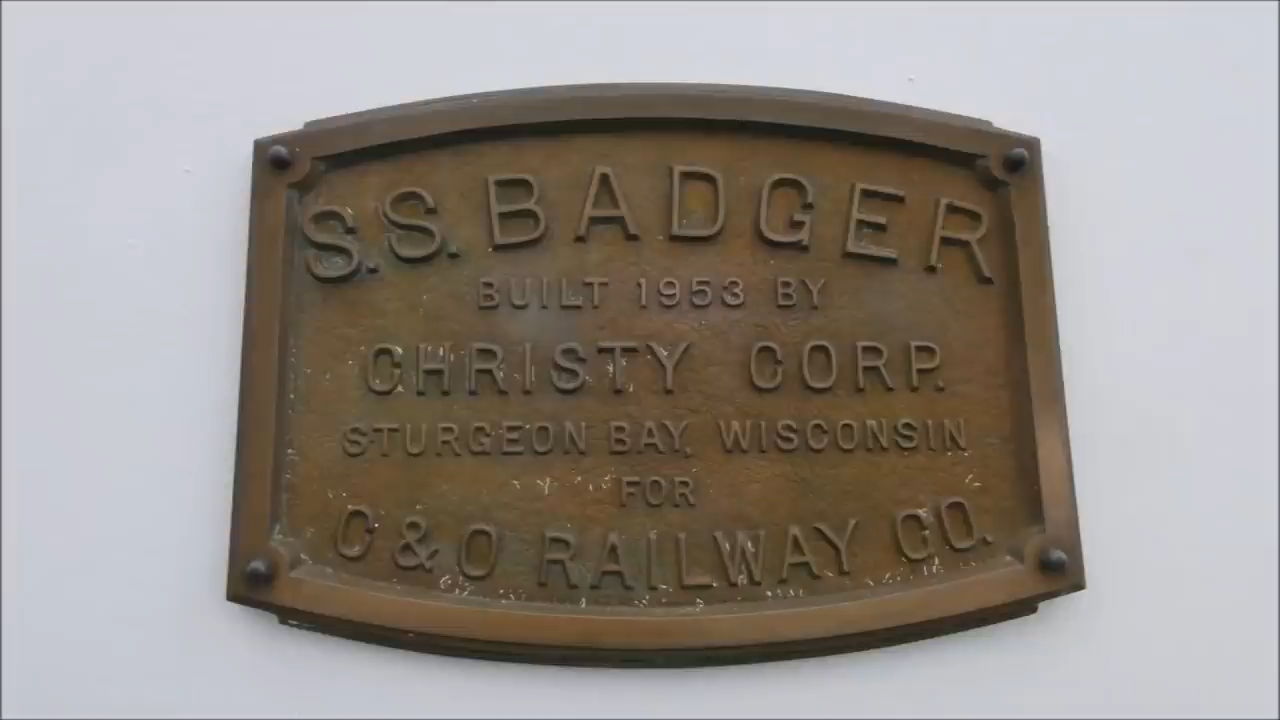 S.S. BADGER
BUILT 1953 BY
CHRISTY CORP.
STURGEON BAY, WISCONSIN
FOR
C&O RAILWAY CO.